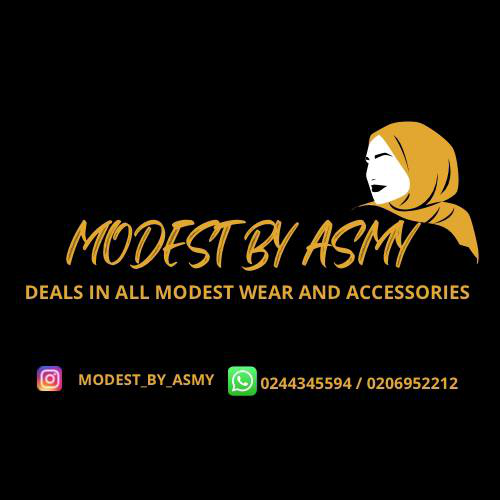 MODEST BY ASMY
DEALS IN ALL MODEST WEAR AND ACCESSORIES
MODEST_BY_ASMY 0244345594 / 0206952212